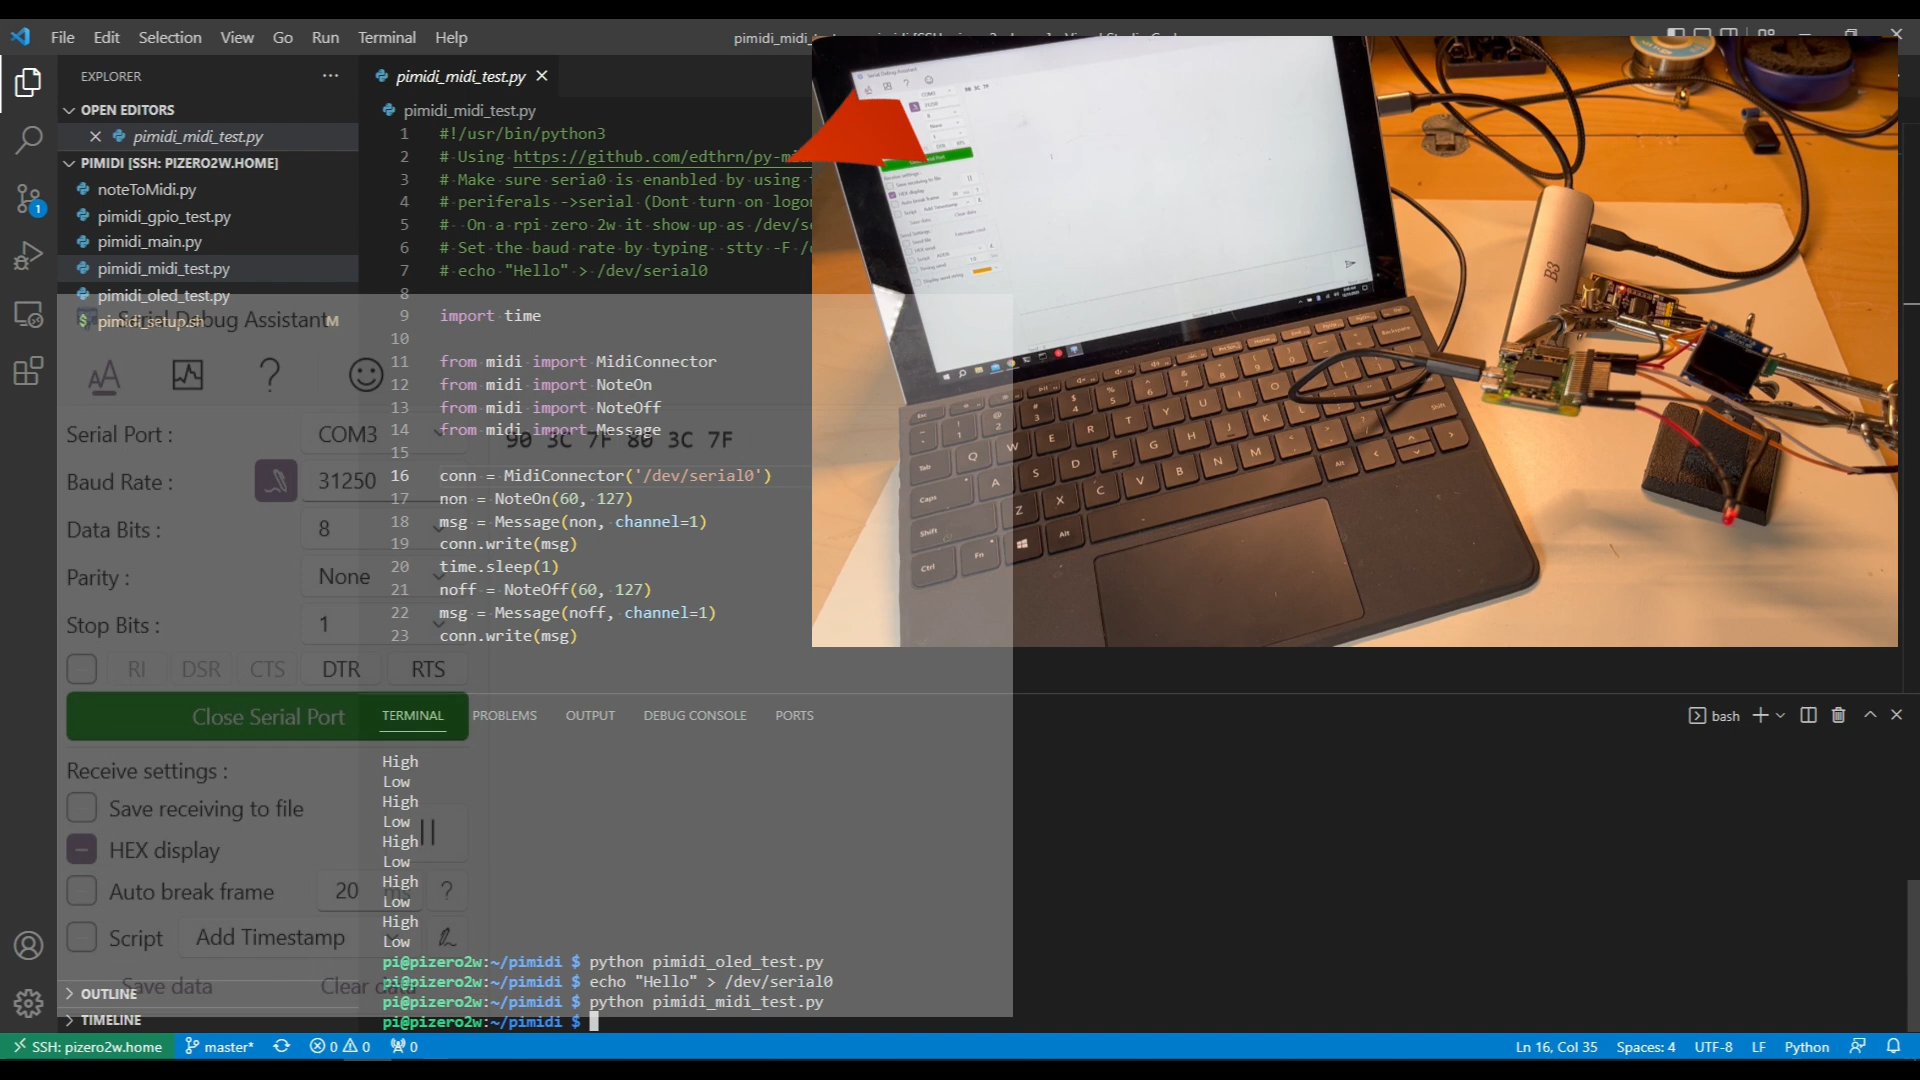 File Edit Selection View Go Run Terminal Help
EXPLORER
OPEN EDITORS
pimidi_midi_test.py
PIMIDI [SSH: PIZERO2W.HOME]
noteToMidi.py
pimidi_gpio_test.py
pimidi_main.py
pimidi_midi_test.py
pimidi_oled_test.py
pimidi_setup.sh
M
1
OUTLINE
TIMELINE
pimidi_midi_test.py
pimidi_midi_test.py
1 #!/usr/bin/python3
2 # Using https://github.com/edthrn/py-mi
3 # Make sure seria0 is enanbled by using
4 # periferals ->serial (Dont turn on logon
5 #  On a rpi zero 2w it show up as /dev/se
6 # Set the baud rate by typing  stty -F /d
7 # echo "Hello" > /dev/serial0
8
9 import time
10
11 from midi import MidiConnector
12 from midi import NoteOn
13 from midi import NoteOff
14 from midi import Message
15
16 conn = MidiConnector('/dev/serial0')
17 non = NoteOn(60, 127)
18 msg = Message(non, channel=1)
19 conn.write(msg)
20 time.sleep(1)
21 noff = NoteOff(60, 127)
22 msg = Message(noff, channel=1)
23 conn.write(msg)
Serial Debug Assistant
Serial Port : COM3
90 3C 7F 80 3C 7F
Baud Rate : 31250
Data Bits : 8
Parity : None
Stop Bits : 1
RI DSR CTS DTR RTS
Close Serial Port
Receive settings :
Save receiving to file
HEX display
Auto break frame 20 ms ?
Script Add Timestamp
Save data Clear data
B3
TERMINAL PROBLEMS OUTPUT DEBUG CONSOLE PORTS
bash
High
Low
High
Low
High
Low
High
Low
High
Low
pi@pizero2w:~/pimidi $ python pimidi_oled_test.py
pi@pizero2w:~/pimidi $ echo "Hello" > /dev/serial0
pi@pizero2w:~/pimidi $ python pimidi_midi_test.py
pi@pizero2w:~/pimidi $
SSH: pizero2w.home master* 0 0 0
Ln 16, Col 35 Spaces: 4 UTF-8 LF Python